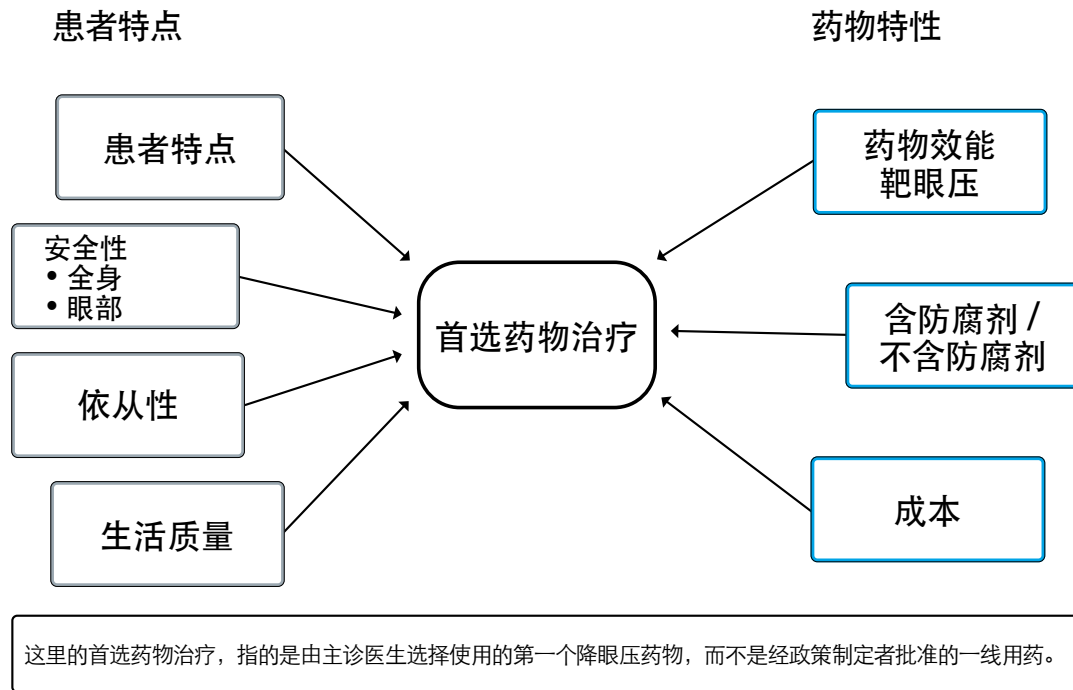 患者特点
药物特性
患者特点
安全性
• 全身
• 眼部
依从性
生活质量
首选药物治疗
药物效能
靶眼压
含防腐剂 /
不含防腐剂
成本
这里的首选药物治疗，指的是由主诊医生选择使用的第一个降眼压药物，而不是经政策制定者批准的一线用药。